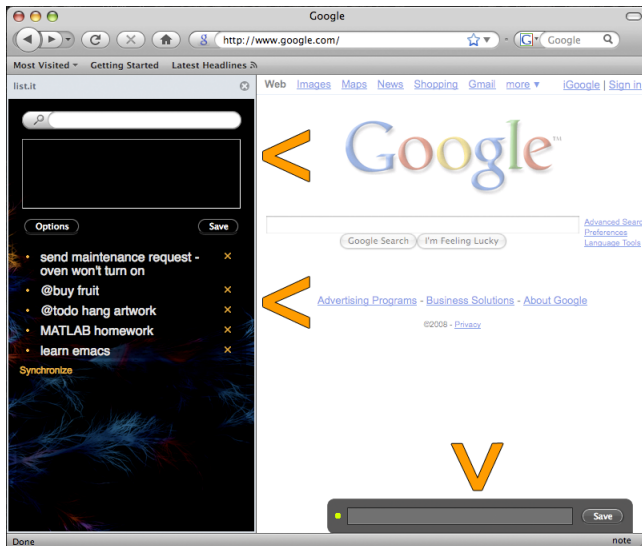 Google
http://www.google.com/
Google
Most Visited Getting Started Latest Headlines
list.it
Web Images Maps News Shopping Gmail more ▼ iGoogle | Sign in
Google™
Options Save
Advanced Searc
Preferences
Language Tools
Google Search I'm Feeling Lucky
send maintenance request -
oven won't turn on
@buy fruit
@todo hang artwork
MATLAB homework
learn emacs
Synchronize
Advertising Programs - Business Solutions - About Google
©2008 - Privacy
Save
Done note